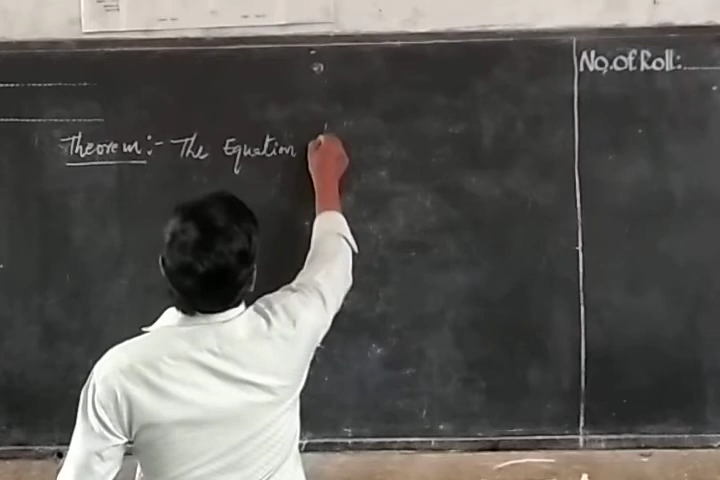 No. of Roll:
Theorem:- The Equation